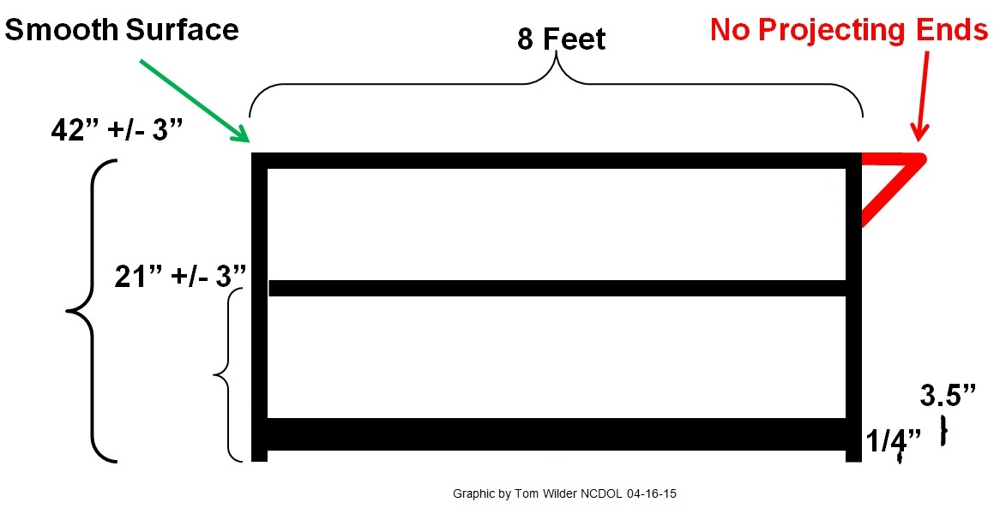 Smooth Surface
8 Feet
No Projecting Ends
42” +/- 3”
21” +/- 3”
3.5”
1/4”
Graphic by Tom Wilder NCDOL 04-16-15